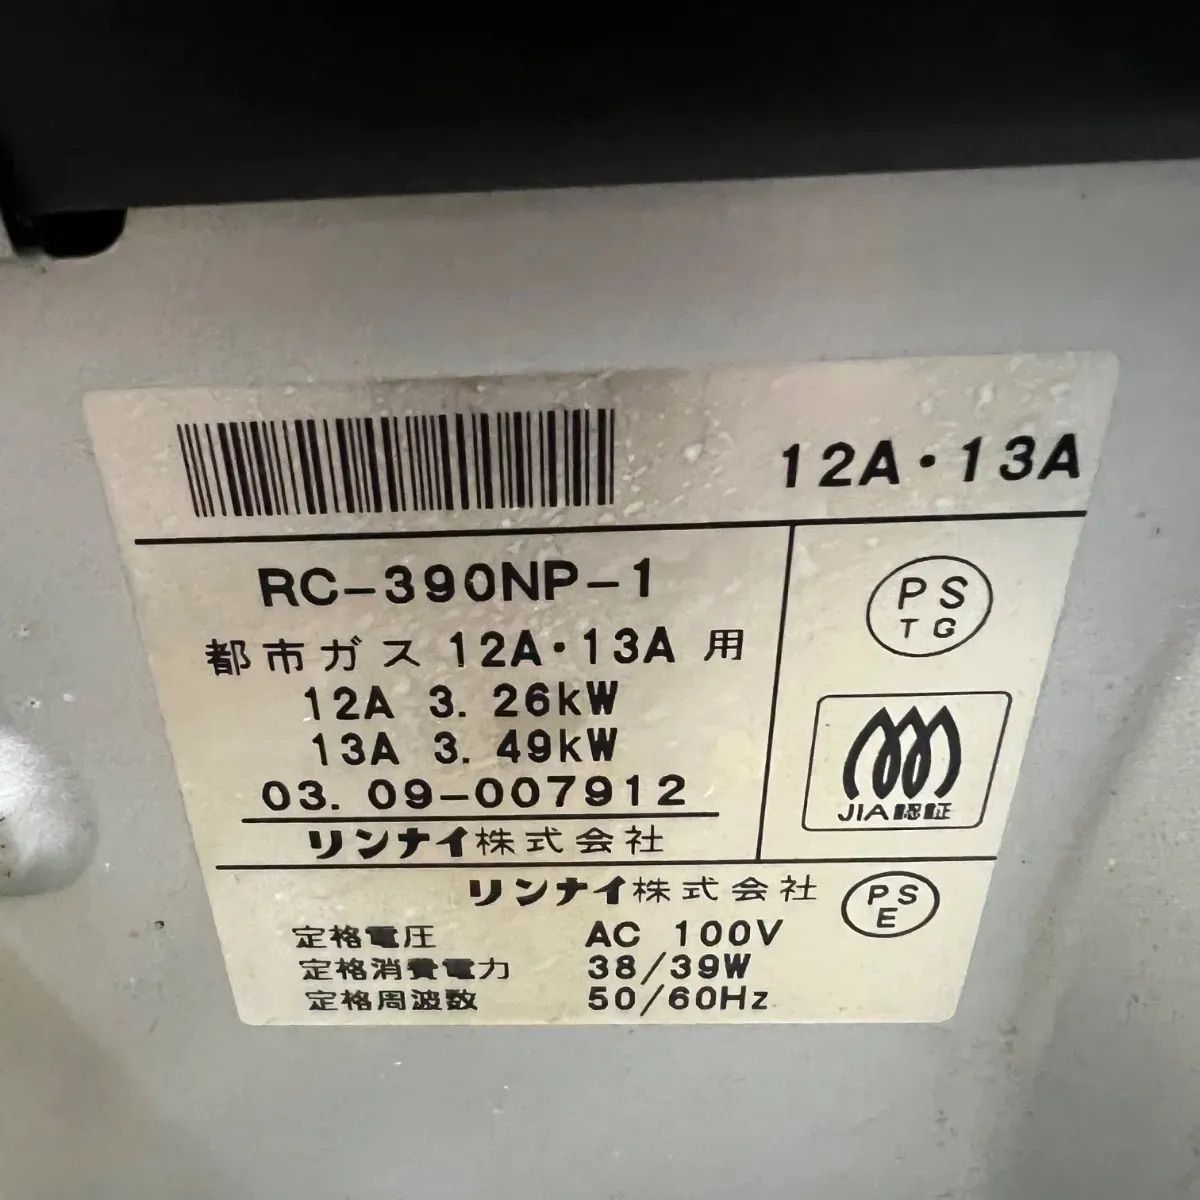 12A・13A
RC-390NP-1
都市ガス 12A・13A 用
12A 3.26kW
13A 3.49kW
03.09-007912
リンナイ株式会社
PS
TG
JIA認証
リンナイ株式会社
PS
E
定格電圧 AC 100V
定格消費電力 38/39W
定格周波数 50/60Hz